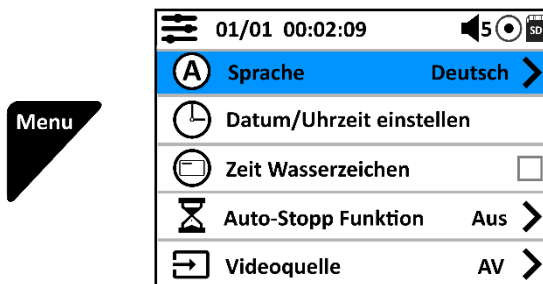 Menu
01/01 00:02:09 5 SD
A Sprache Deutsch
Datum/Uhrzeit einstellen
Zeit Wasserzeichen
Auto-Stopp Funktion Aus
Videoquelle AV